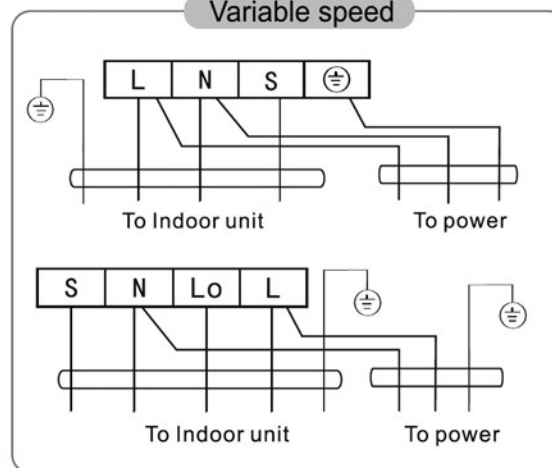 Variable speed
L N S
To Indoor unit To power
S N Lo L
To Indoor unit To power